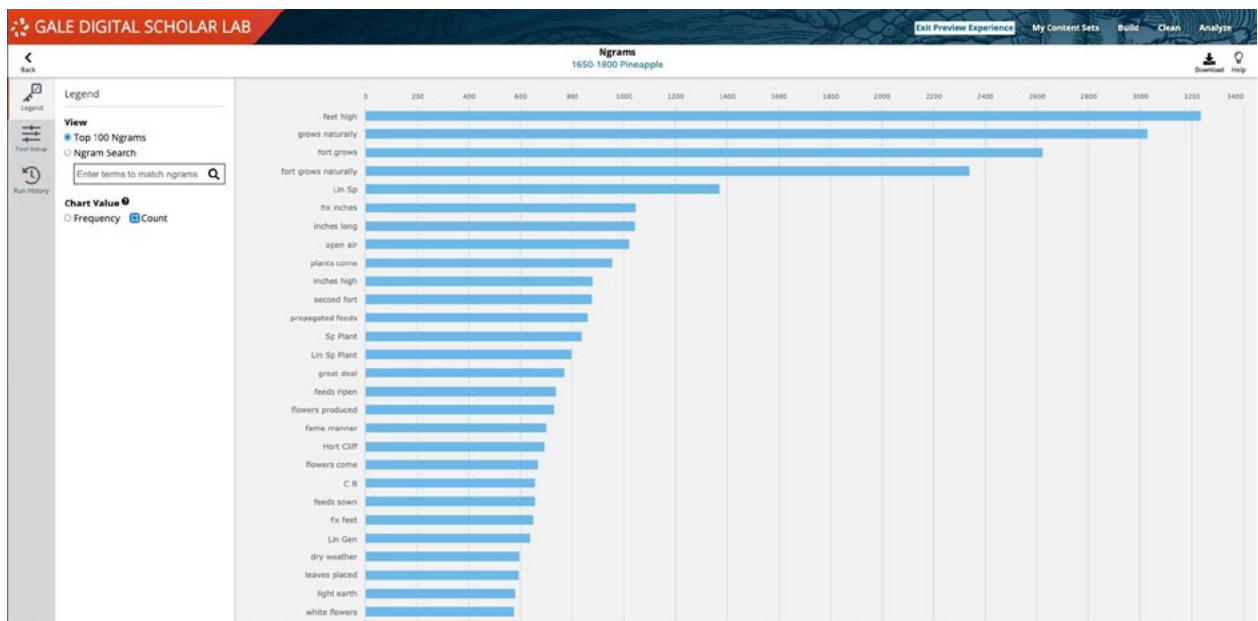 GALE DIGITAL SCHOLAR LAB
Exit Preview Experience My Content Sets Build Clean Analyze
Back
Ngrams
1650-1800 Pineapple
Download Help
Legend
Tool Setup
Run History
Legend
View
Top 100 Ngrams
Ngram Search
Enter terms to match ngrams
Chart Value
Frequency Count
0 200 400 600 800 1000 1200 1400 1600 1800 2000 2200 2400 2600 2800 3000 3200 3400
feet high
grows naturally
fort grows
fort grows naturally
Lin Sp
fix inches
inches long
open air
plants come
inches high
second fort
propagated feeds
Sp Plant
Lin Sp Plant
great deal
feeds ripen
flowers produced
fame manner
Hort Cliff
flowers come
C B
feeds sown
fix feet
Lin Gen
dry weather
leaves placed
light earth
white flowers